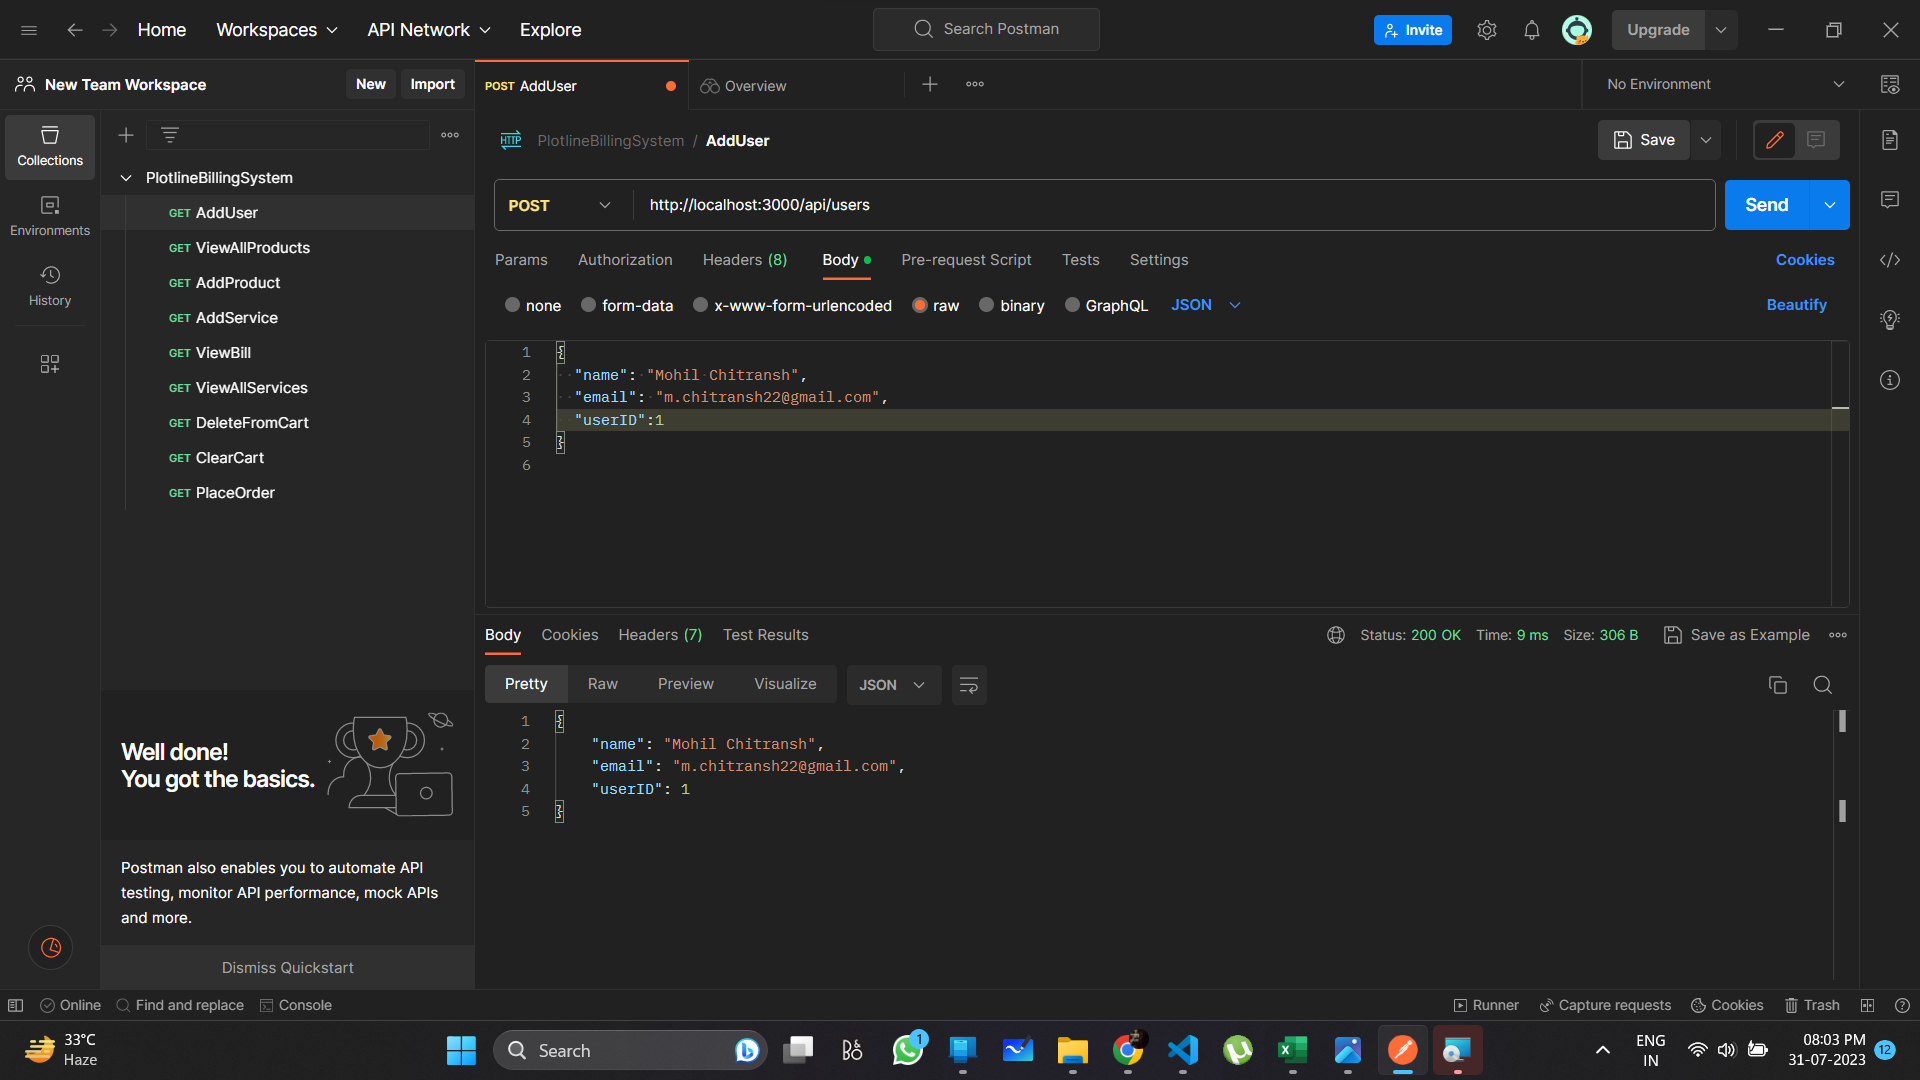 Home Workspaces API Network Explore Search Postman Invite Upgrade
New Team Workspace New Import POST AddUser Overview No Environment
HTTP PlotlineBillingSystem / AddUser Save
Collections
Environments
History
PlotlineBillingSystem
GET AddUser
GET ViewAllProducts
GET AddProduct
GET AddService
GET ViewBill
GET ViewAllServices
GET DeleteFromCart
GET ClearCart
GET PlaceOrder
Well done!
You got the basics.
Postman also enables you to automate API
testing, monitor API performance, mock APIs
and more.
Dismiss Quickstart
POST http://localhost:3000/api/users Send
Params Authorization Headers (8) Body Pre-request Script Tests Settings Cookies
none form-data x-www-form-urlencoded raw binary GraphQL JSON Beautify
1 {
2 "name": "Mohil Chitransh",
3 "email": "m.chitransh22@gmail.com",
4 "userID":1
5 }
6
Body Cookies Headers (7) Test Results Status: 200 OK Time: 9 ms Size: 306 B Save as Example
Pretty Raw Preview Visualize JSON
1 {
2 "name": "Mohil Chitransh",
3 "email": "m.chitransh22@gmail.com",
4 "userID": 1
5 }
Online Find and replace Console Runner Capture requests Cookies Trash
33°C
Haze
Search
1
ENG
IN
08:03 PM
31-07-2023
12